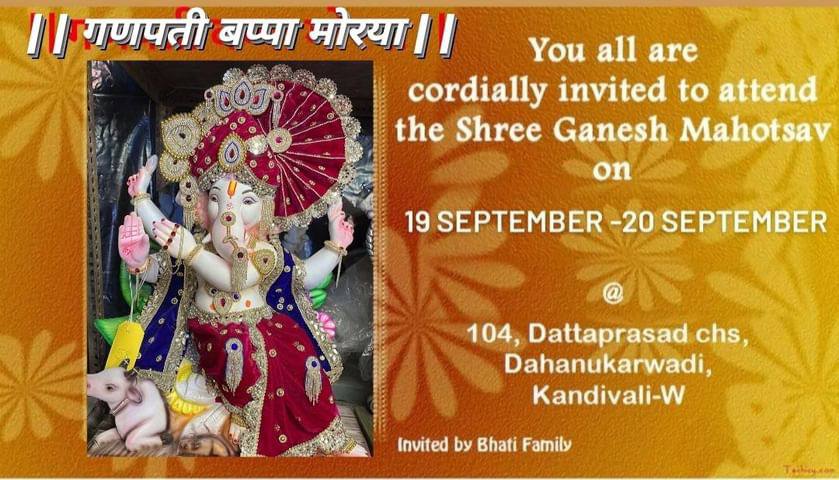 || गणपती बप्पा मोरया ||
You all are
cordially invited to attend
the Shree Ganesh Mahotsav
on
19 SEPTEMBER -20 SEPTEMBER
@
104, Dattaprasad chs,
Dahanukarwadi,
Kandivali-W
Invited by Bhati Family